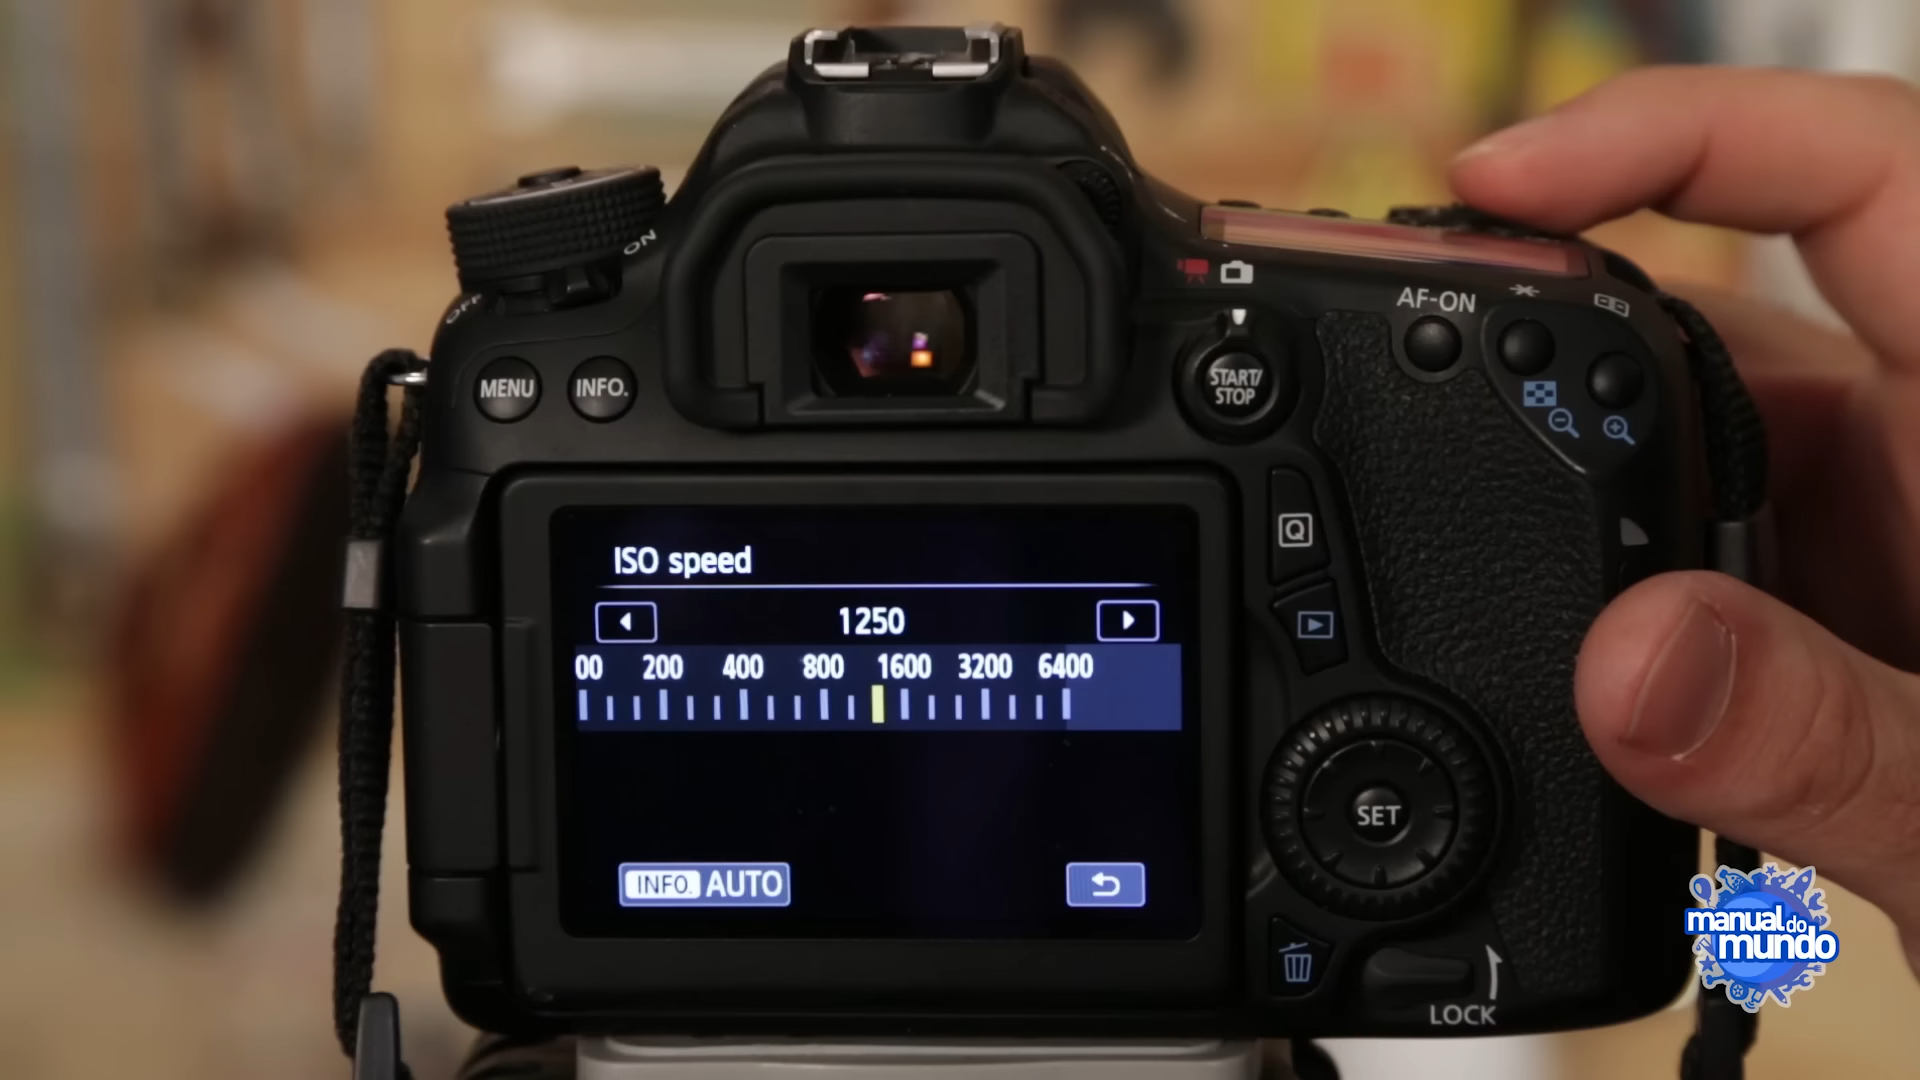 ON
OFF
MENU
INFO.
START/
STOP
AF-ON
Q
ISO speed
1250
00 200 400 800 1600 3200 6400
INFO. AUTO
SET
LOCK
manual do
mundo